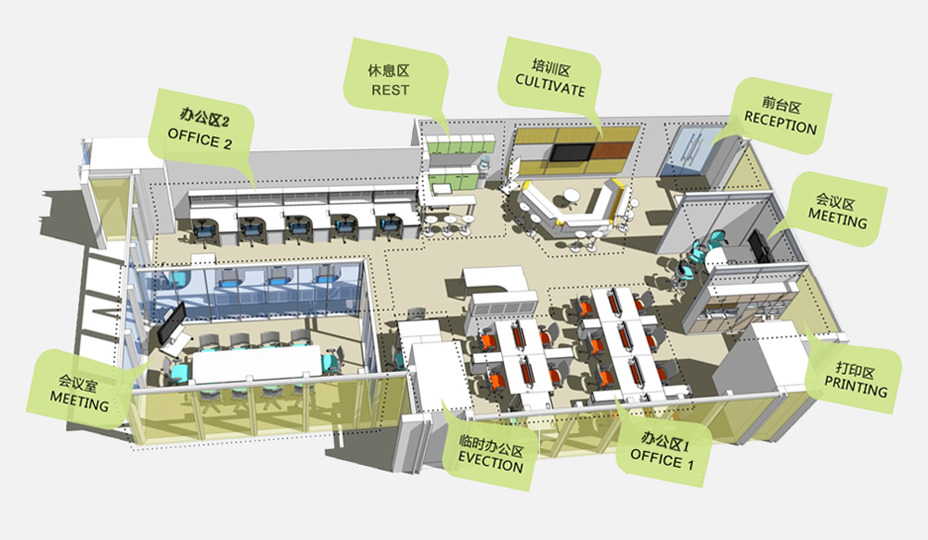 休息区
REST
培训区
CULTIVATE
前台区
RECEPTION
办公区2
OFFICE 2
会议区
MEETING
会议室
MEETING
打印区
PRINTING
临时办公区
EVECTION
办公区1
OFFICE 1